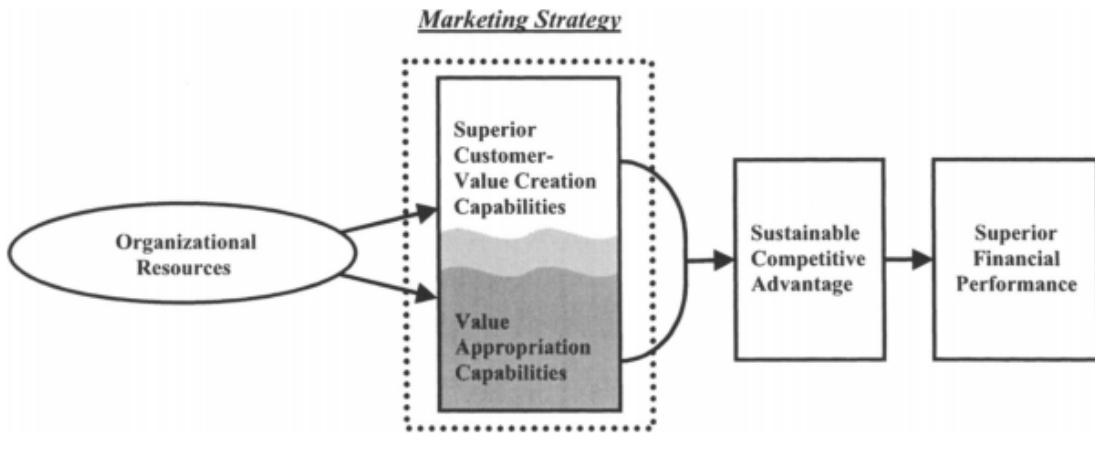 Marketing Strategy
Superior
Customer-
Value Creation
Capabilities
Organizational
Resources
Value
Appropriation
Capabilities
Sustainable
Competitive
Advantage
Superior
Financial
Performance